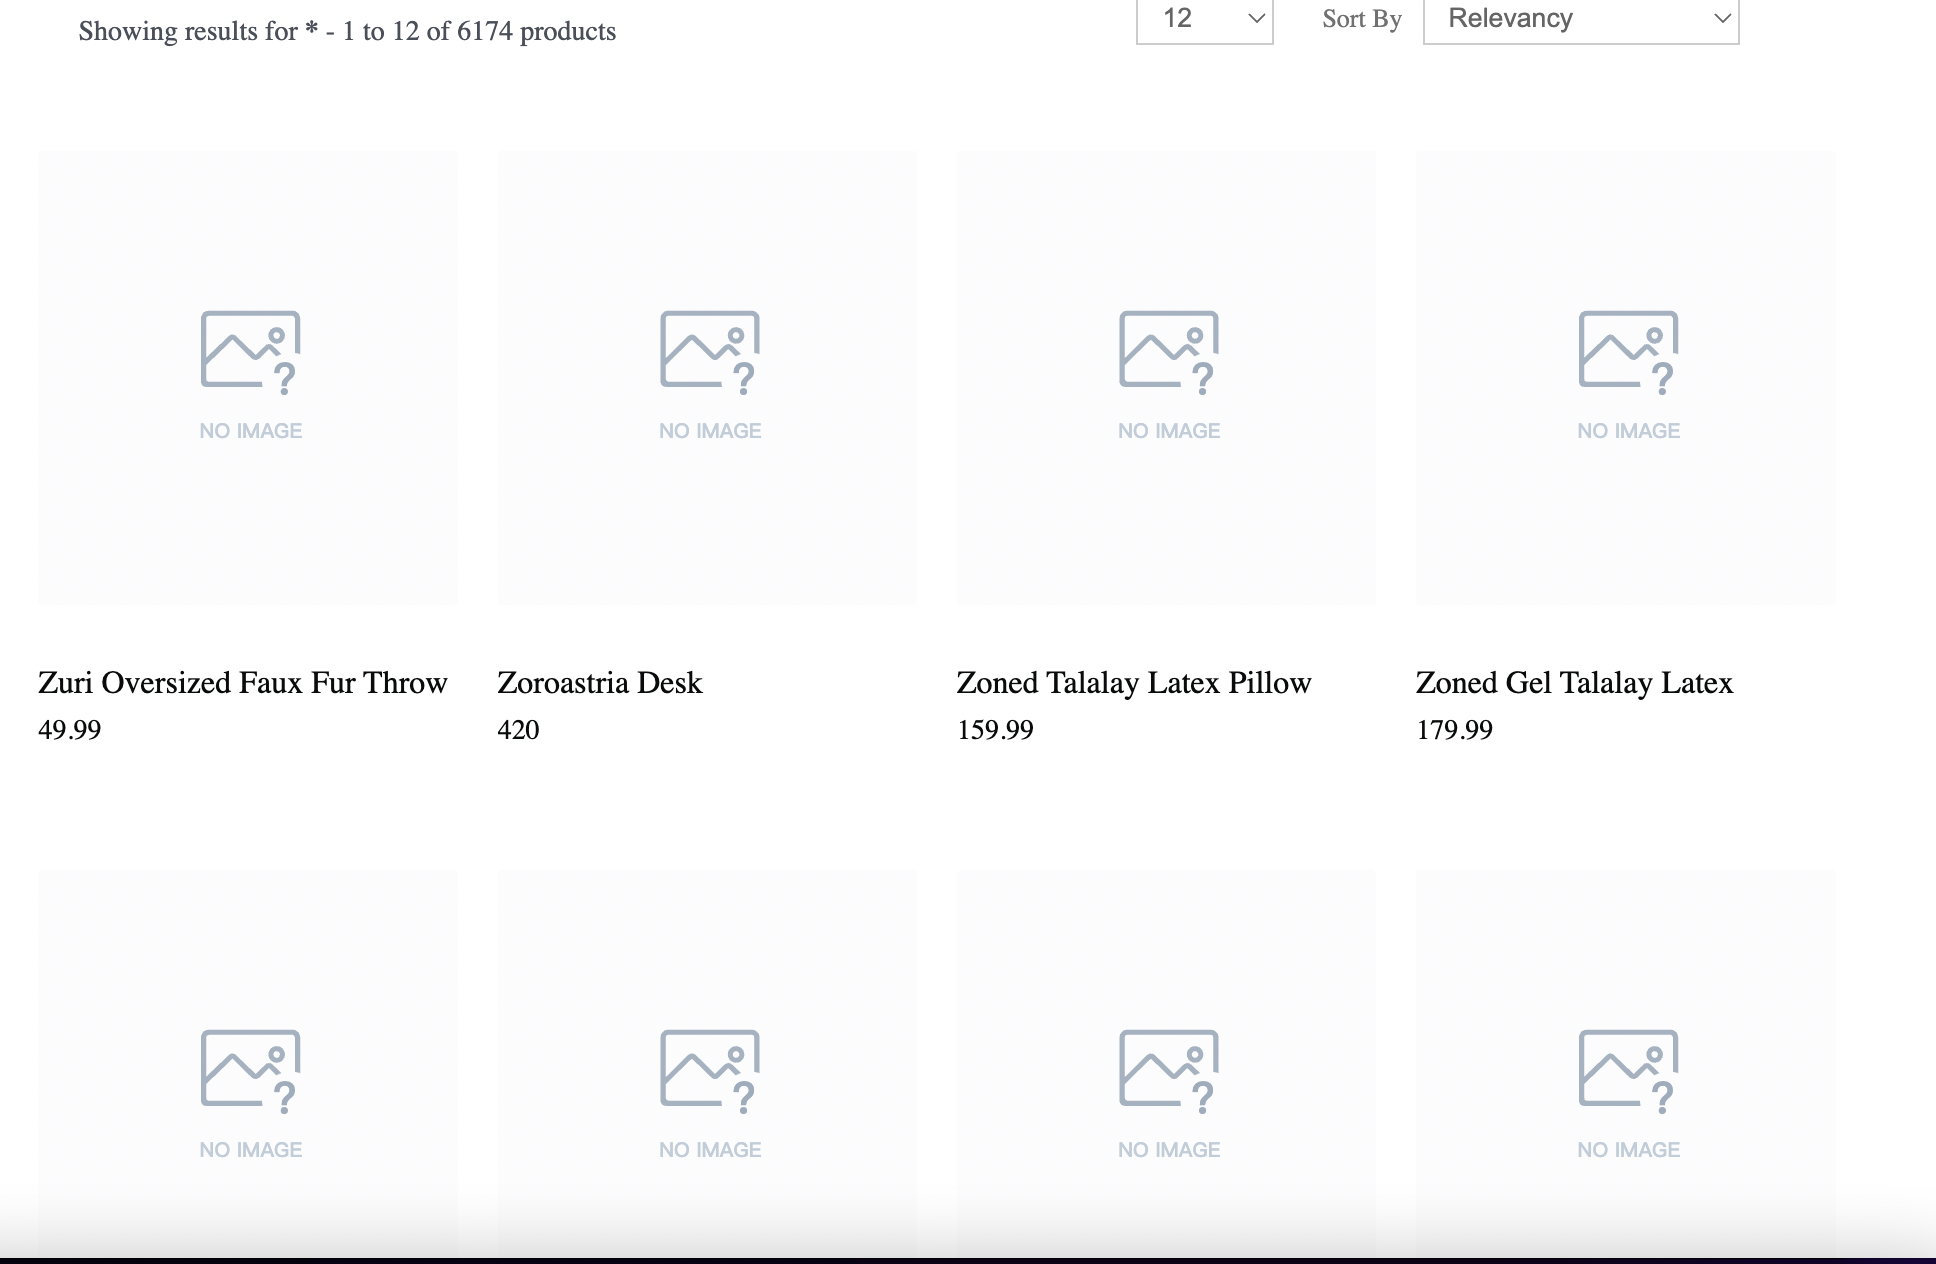 Showing results for * - 1 to 12 of 6174 products
12
Sort By
Relevancy
NO IMAGE
NO IMAGE
NO IMAGE
NO IMAGE
Zuri Oversized Faux Fur Throw
49.99
Zoroastria Desk
420
Zoned Talalay Latex Pillow
159.99
Zoned Gel Talalay Latex
179.99
NO IMAGE
NO IMAGE
NO IMAGE
NO IMAGE